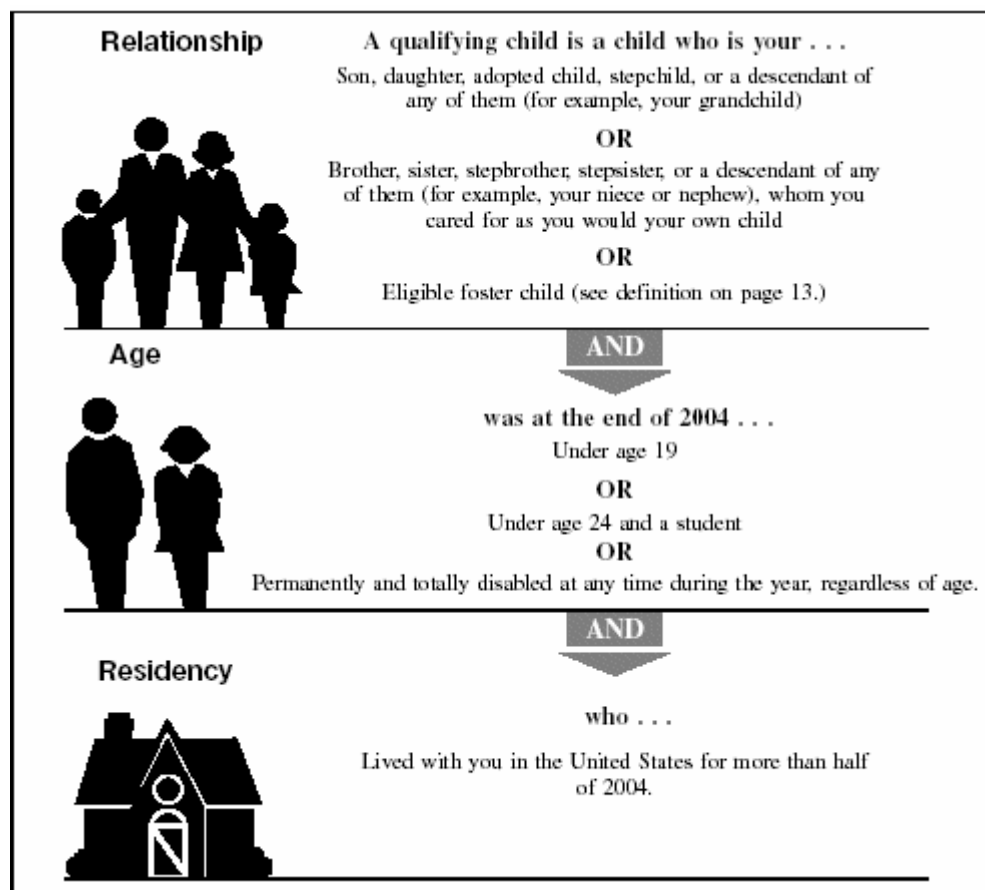 Relationship
A qualifying child is a child who is your . . .
Son, daughter, adopted child, stepchild, or a descendant of
any of them (for example, your grandchild)
OR
Brother, sister, stepbrother, stepsister, or a descendant of any
of them (for example, your niece or nephew), whom you
cared for as you would your own child
OR
Eligible foster child (see definition on page 13.)
AND
Age
was at the end of 2004 . . .
Under age 19
OR
Under age 24 and a student
OR
Permanently and totally disabled at any time during the year, regardless of age.
AND
Residency
who . . .
Lived with you in the United States for more than half
of 2004.